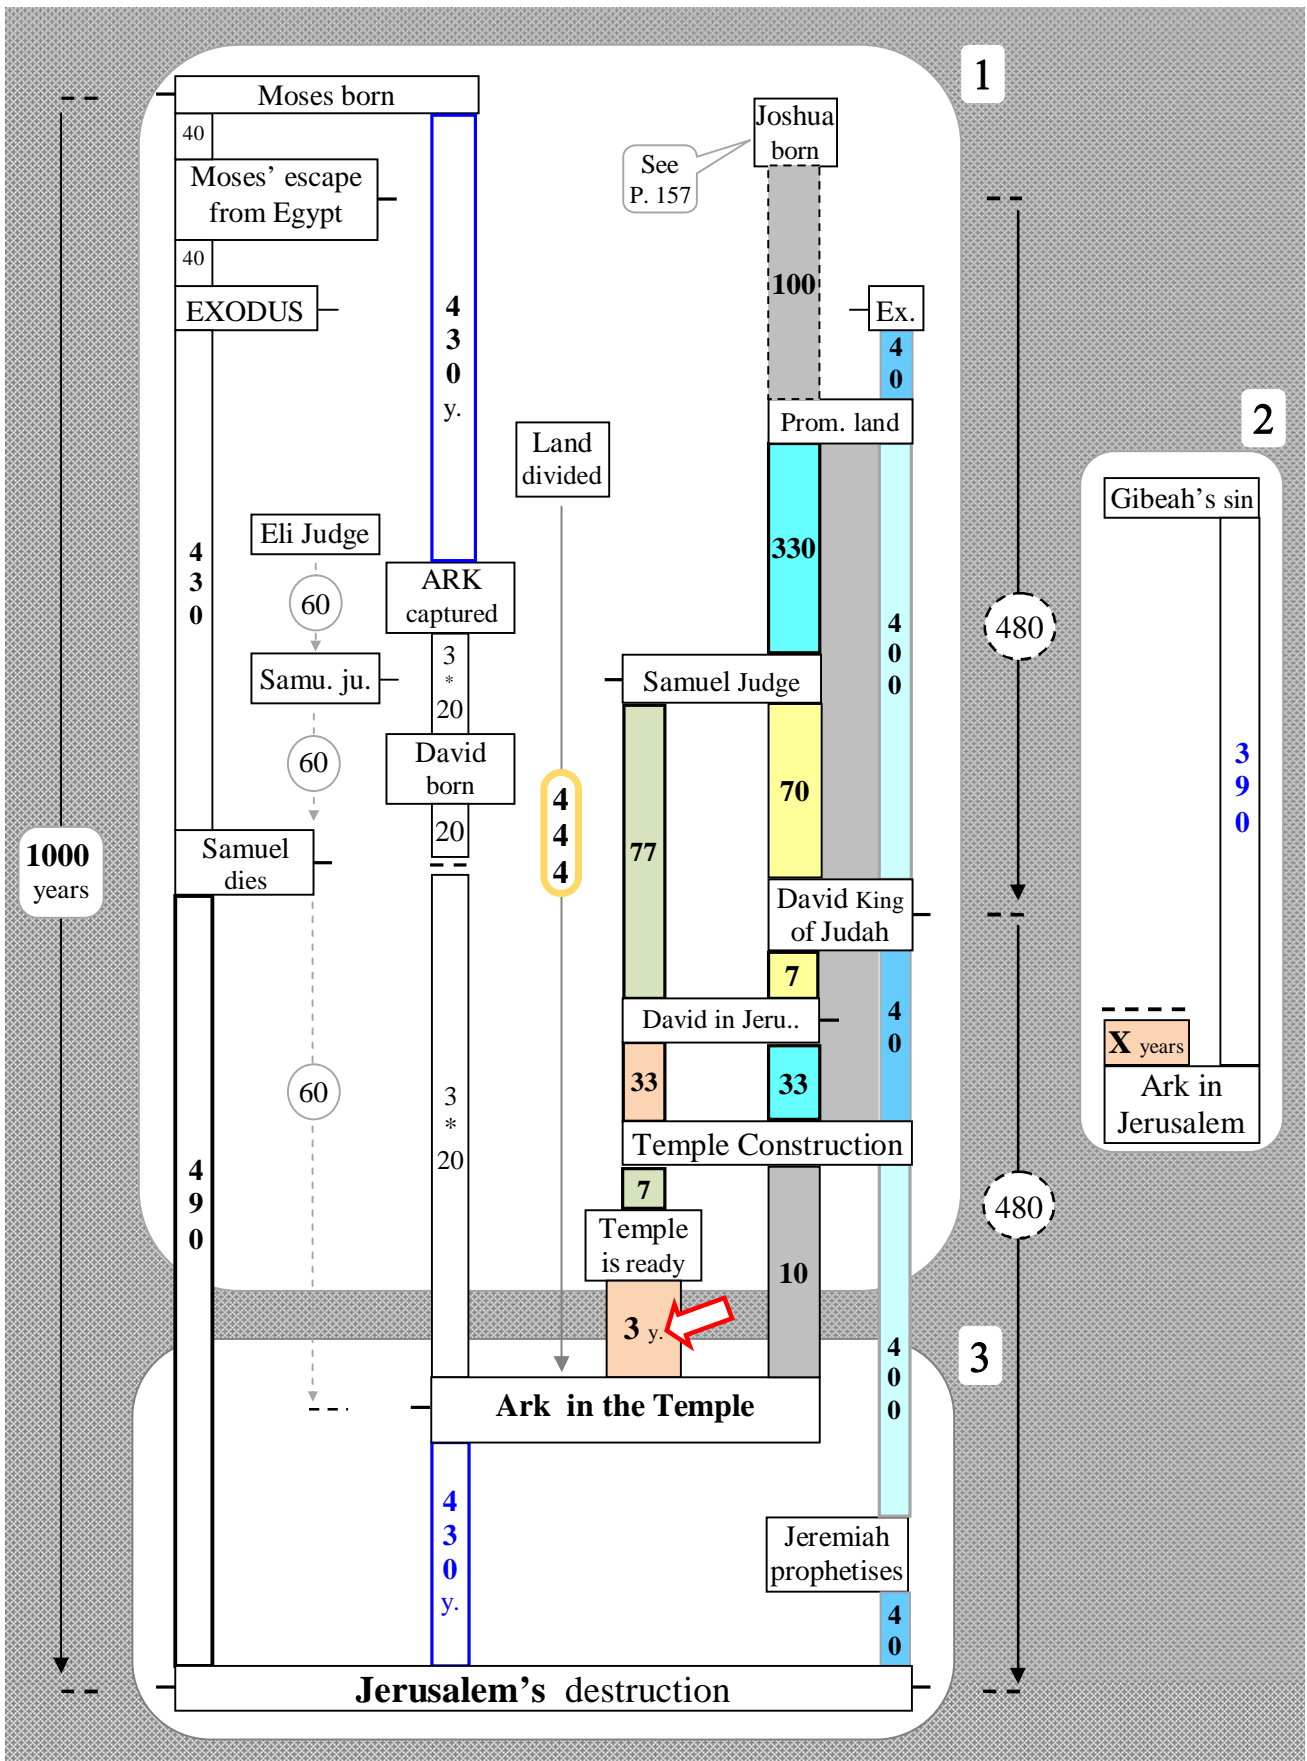 1
Moses born
40
Moses’ escape
from Egypt
40
EXODUS
4
3
0
4
3
0
y.
Joshua
born
See
P. 157
100
Ex.
4
0
Prom. land
Land
divided
Eli Judge
60
ARK
captured
330
4
0
0
480
2
Gibeah’s sin
3
9
0
X years
Ark in
Jerusalem
Samu. ju.
3
*
20
Samuel Judge
60
David
born
20
4
4
4
77
70
1000
years
Samuel
dies
David King
of Judah
7
David in Jeru..
4
0
33
33
60
3
*
20
Temple Construction
4
9
0
7
Temple
is ready
10
480
3 y.
3
4
0
0
Ark in the Temple
4
3
0
y.
Jeremiah
prophetises
4
0
Jerusalem’s destruction